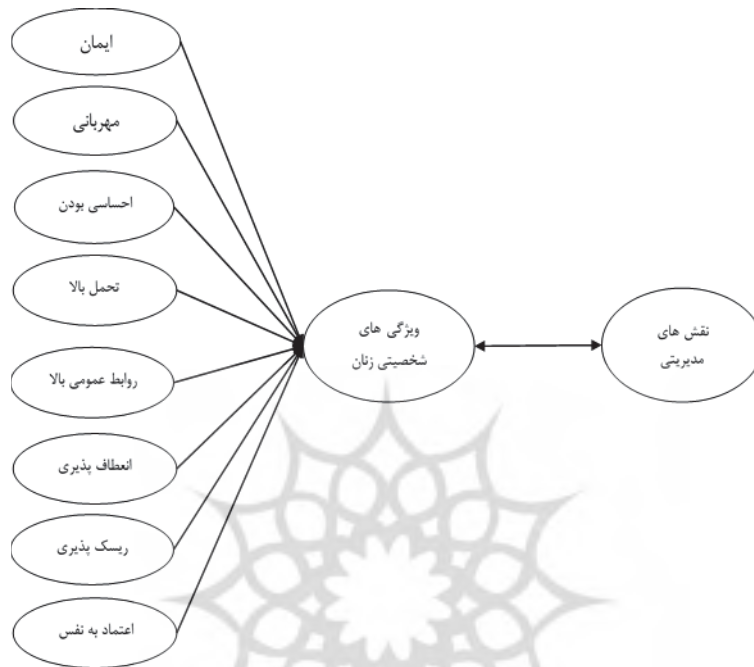 ایمان
مهربانی
احساسی بودن
تحمل بالا
روابط عمومی بالا
انعطاف پذیری
ریسک پذیری
اعتماد به نفس
ویژگی های
شخصیتی زنان
نقش های
مدیریتی